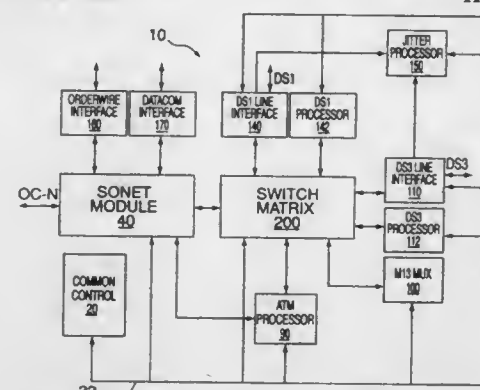 10
JITTER
PROCESSOR
150
DS1
ORDERWIRE
INTERFACE
160
DATACOM
INTERFACE
170
DS1 LINE
INTERFACE
140
DS1
PROCESSOR
142
DS3 LINE
INTERFACE
110
DS3
OC-N
SONET
MODULE
40
SWITCH
MATRIX
200
DS3
PROCESSOR
112
M13 MUX
100
COMMON
CONTROL
20
ATM
PROCESSOR
90